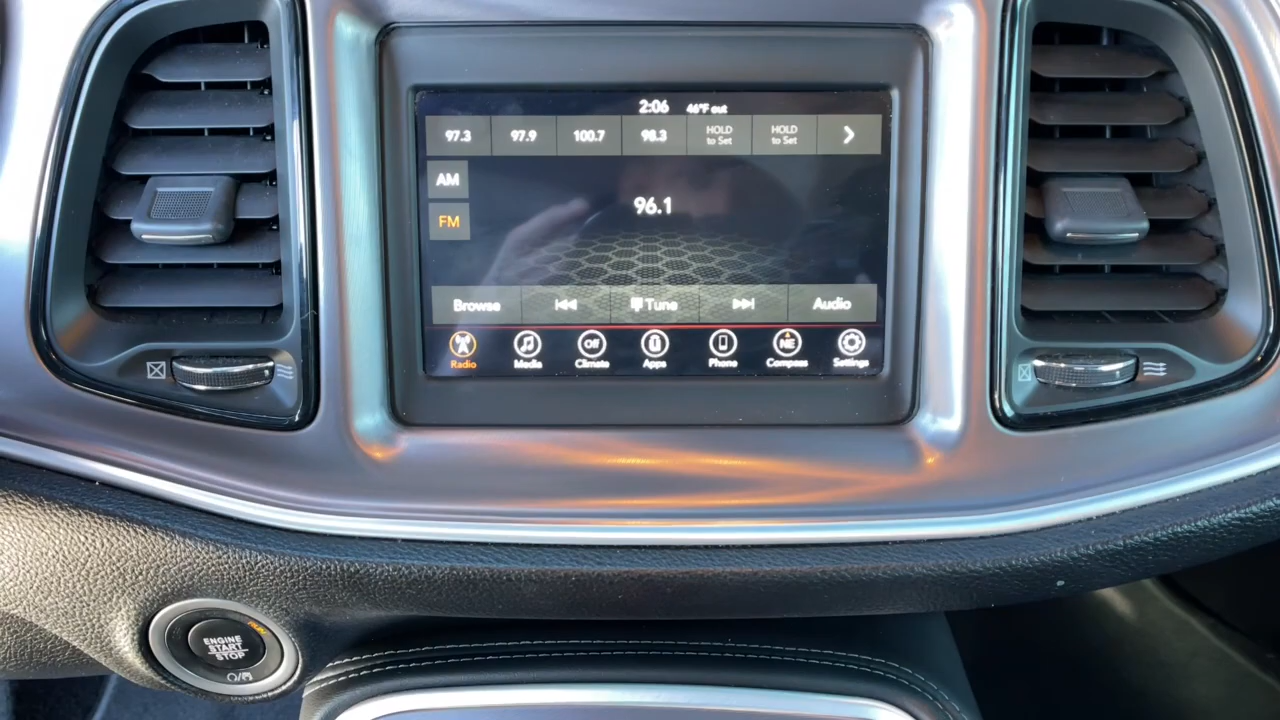 2:06 46°F out
97.3 97.9 100.7 98.3 HOLD to Set HOLD to Set
AM
96.1
FM
Browse Tune Audio
Off NE
Radio Media Climate Apps Phone Compass Settings
ENGINE
START
STOP